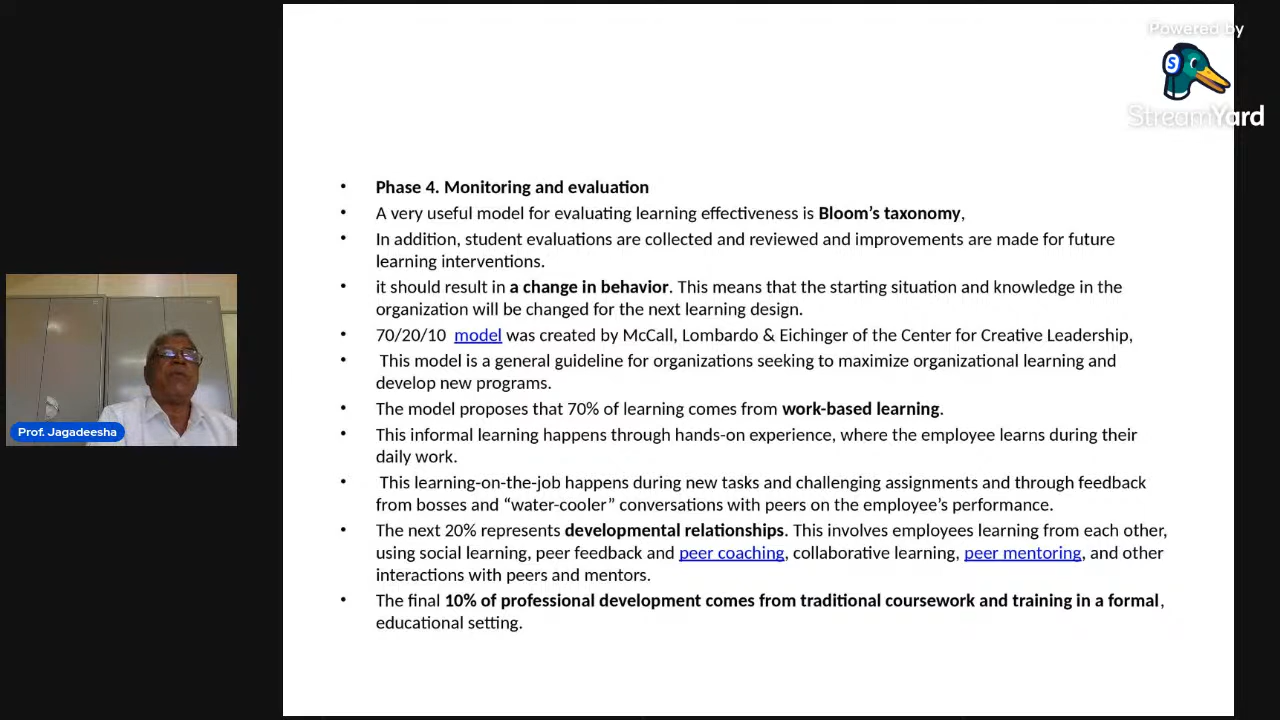 Powered by
StreamYard
• Phase 4. Monitoring and evaluation
• A very useful model for evaluating learning effectiveness is Bloom’s taxonomy,
• In addition, student evaluations are collected and reviewed and improvements are made for future
learning interventions.
• it should result in a change in behavior. This means that the starting situation and knowledge in the
organization will be changed for the next learning design.
• 70/20/10 model was created by McCall, Lombardo & Eichinger of the Center for Creative Leadership,
• This model is a general guideline for organizations seeking to maximize organizational learning and
develop new programs.
• The model proposes that 70% of learning comes from work-based learning.
• This informal learning happens through hands-on experience, where the employee learns during their
daily work.
• This learning-on-the-job happens during new tasks and challenging assignments and through feedback
from bosses and “water-cooler” conversations with peers on the employee’s performance.
• The next 20% represents developmental relationships. This involves employees learning from each other,
using social learning, peer feedback and peer coaching, collaborative learning, peer mentoring, and other
interactions with peers and mentors.
• The final 10% of professional development comes from traditional coursework and training in a formal,
educational setting.
Prof. Jagadeesha